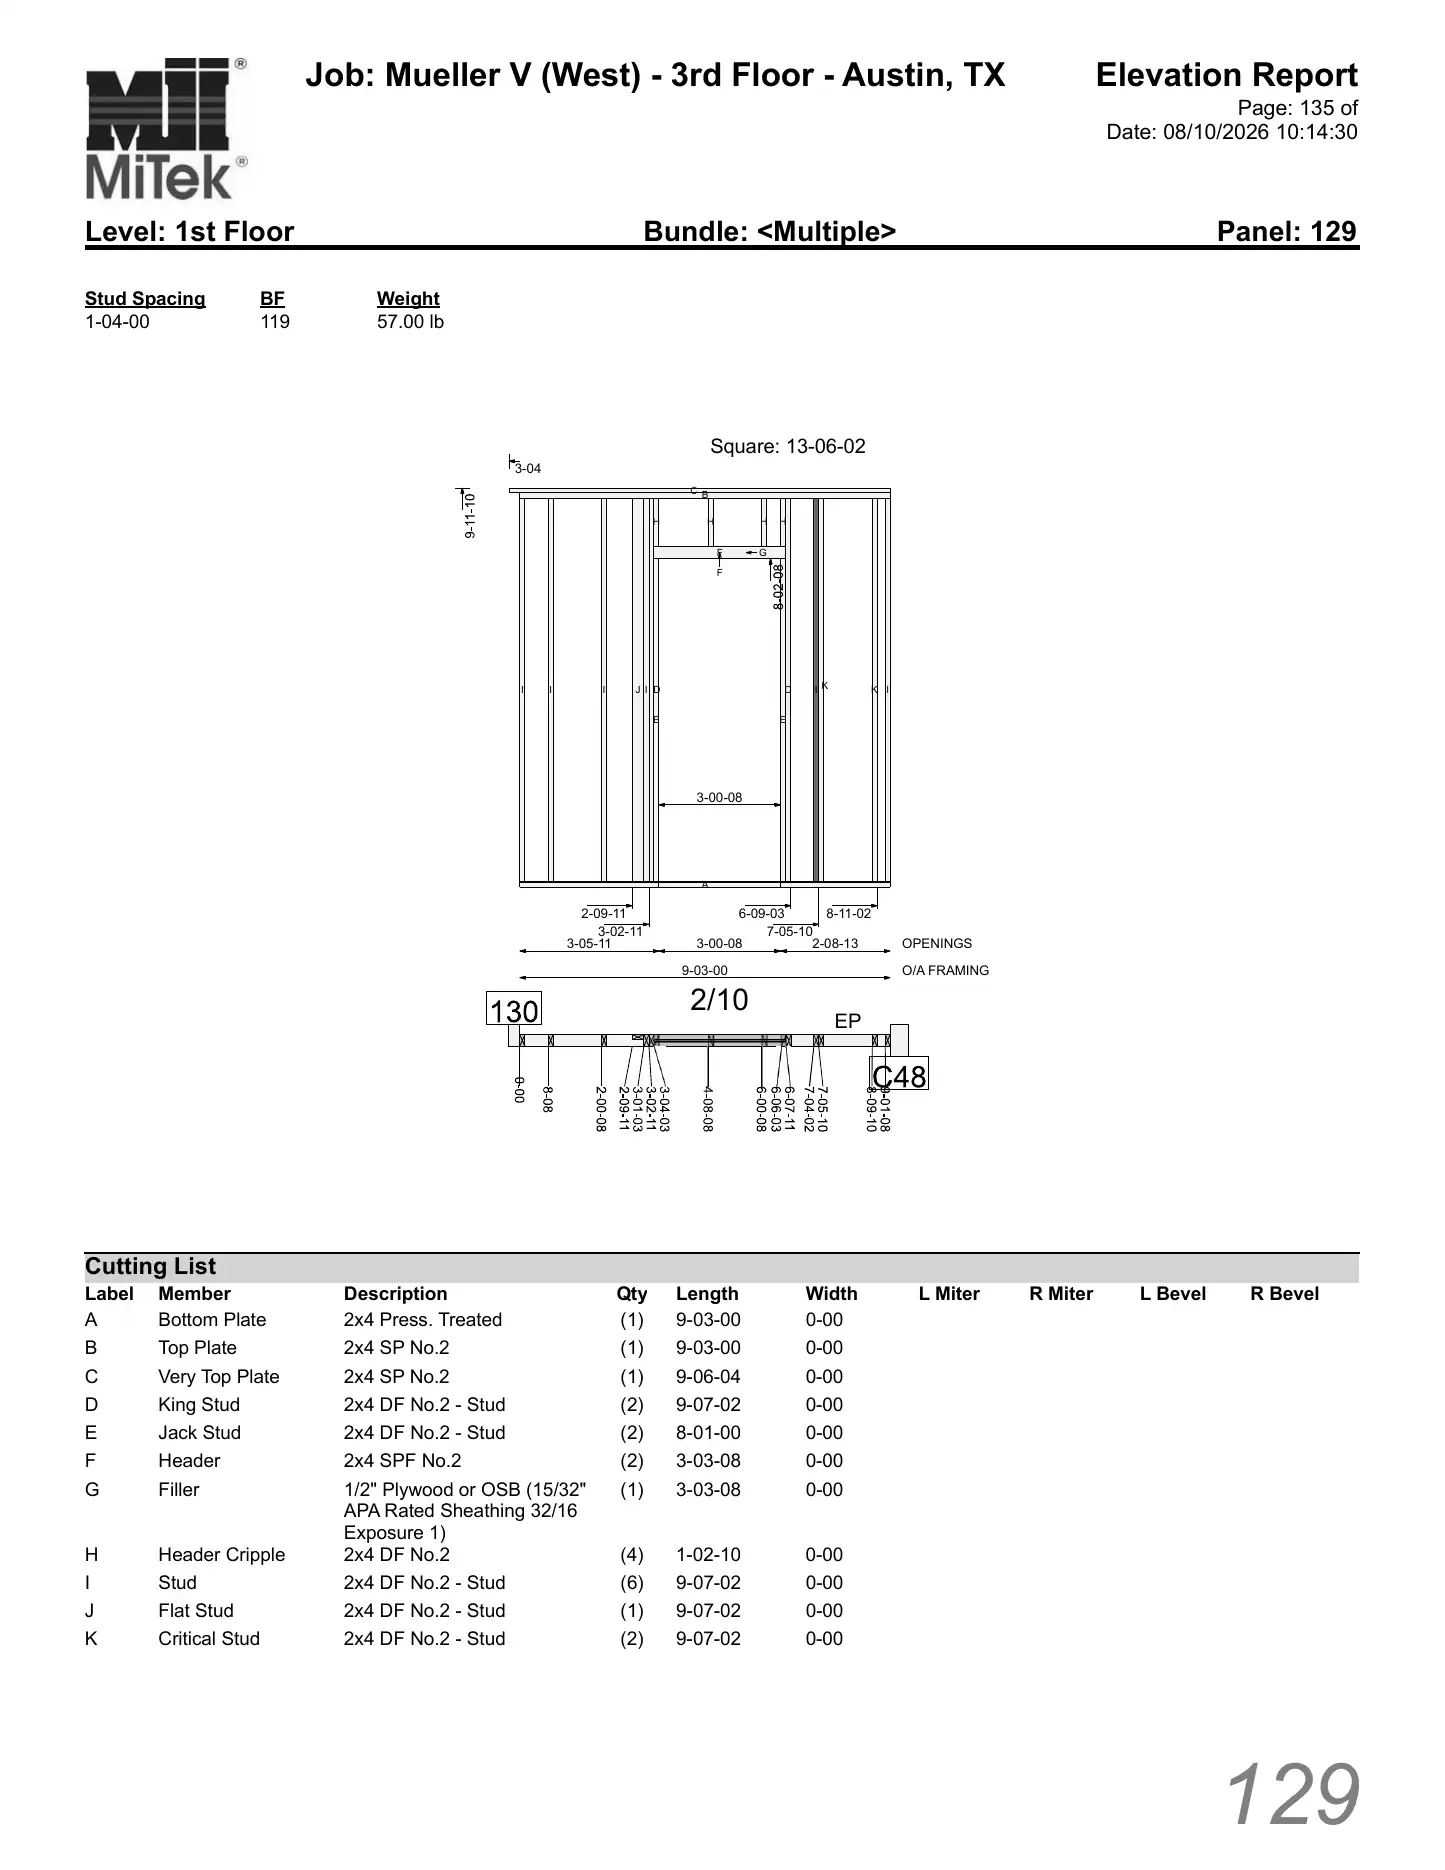 MiTek®
Job: Mueller V (West) - 3rd Floor - Austin, TX
Elevation Report
Page: 135 of
Date: 08/10/2026 10:14:30
Level: 1st Floor Bundle: <Multiple> Panel: 129
Stud Spacing BF Weight
1-04-00 119 57.00 lb
Square: 13-06-02
3-04
9-11-10
C B
H H H H
F G
F
8-02-08
I I I J I D C I K K I
E E
3-00-08
A
2-09-11 6-09-03 8-11-02
3-02-11 7-05-10
3-05-11 3-00-08 2-08-13 OPENINGS
9-03-00 O/A FRAMING
130 2/10 EP
C48
0-00 8-08 2-00-08 2-09-11 3-01-03 3-02-11 3-04-03 4-08-08 6-00-08 6-06-03 6-07-11 7-04-02 7-05-10 8-09-10 9-01-08
Cutting List
Label Member Description Qty Length Width L Miter R Miter L Bevel R Bevel
A Bottom Plate 2x4 Press. Treated (1) 9-03-00 0-00
B Top Plate 2x4 SP No.2 (1) 9-03-00 0-00
C Very Top Plate 2x4 SP No.2 (1) 9-06-04 0-00
D King Stud 2x4 DF No.2 - Stud (2) 9-07-02 0-00
E Jack Stud 2x4 DF No.2 - Stud (2) 8-01-00 0-00
F Header 2x4 SPF No.2 (2) 3-03-08 0-00
G Filler 1/2" Plywood or OSB (15/32" (1) 3-03-08 0-00
APA Rated Sheathing 32/16
Exposure 1)
H Header Cripple 2x4 DF No.2 (4) 1-02-10 0-00
I Stud 2x4 DF No.2 - Stud (6) 9-07-02 0-00
J Flat Stud 2x4 DF No.2 - Stud (1) 9-07-02 0-00
K Critical Stud 2x4 DF No.2 - Stud (2) 9-07-02 0-00
129